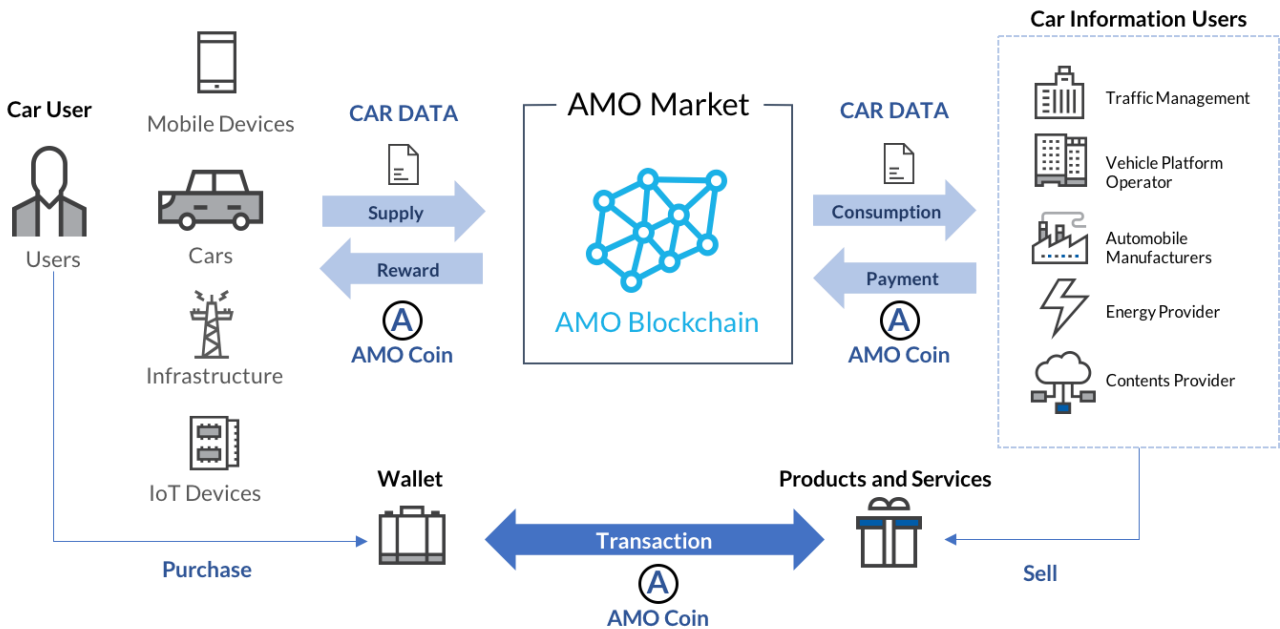 Car User
Users
Mobile Devices
Cars
Infrastructure
IoT Devices
CAR DATA
Supply
Reward
A
AMO Coin
AMO Market
AMO Blockchain
CAR DATA
Consumption
Payment
A
AMO Coin
Car Information Users
Traffic Management
Vehicle Platform
Operator
Automobile
Manufacturers
Energy Provider
Contents Provider
Purchase
Wallet
Transaction
A
AMO Coin
Products and Services
Sell